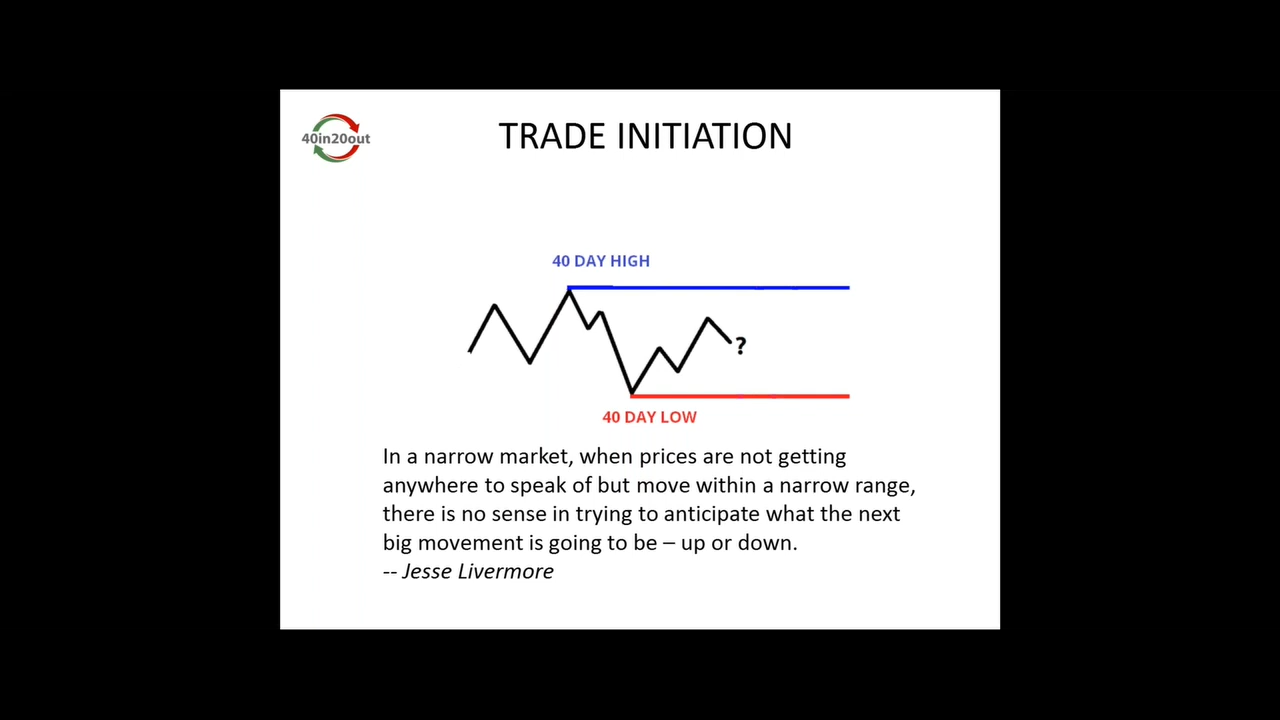 40in20out
TRADE INITIATION
40 DAY HIGH
?
40 DAY LOW
In a narrow market, when prices are not getting
anywhere to speak of but move within a narrow range,
there is no sense in trying to anticipate what the next
big movement is going to be – up or down.
-- Jesse Livermore